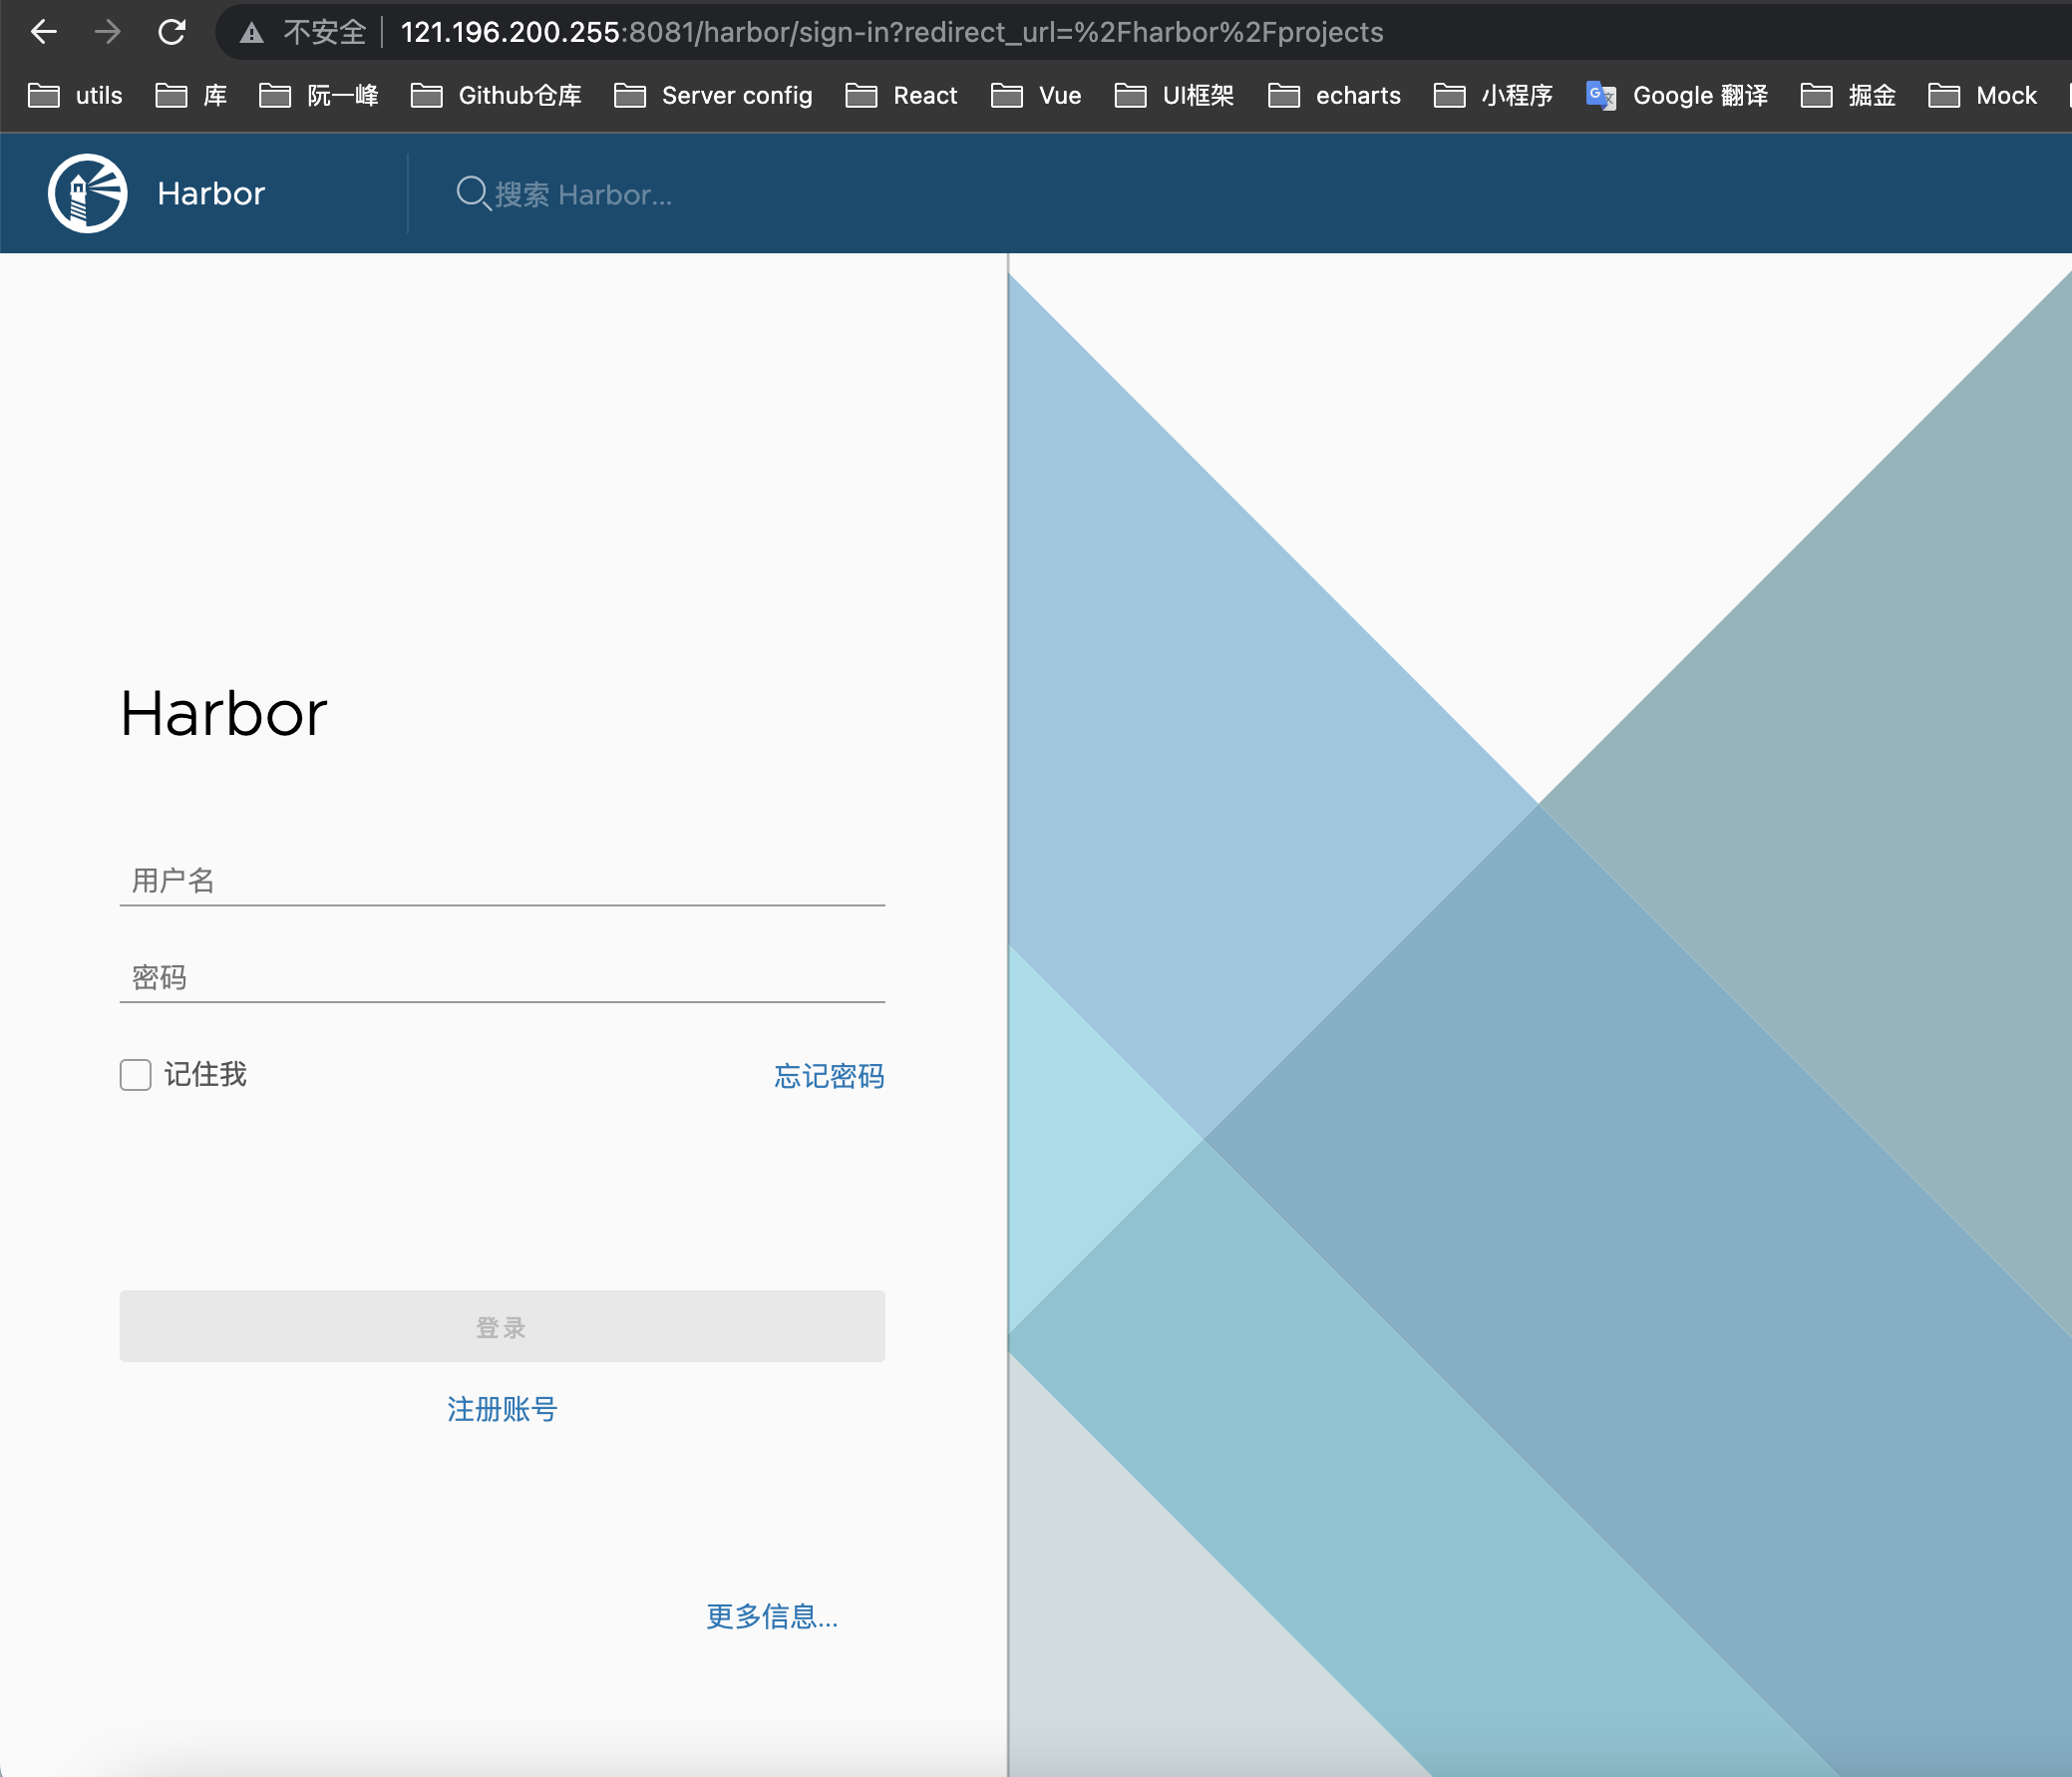 不安全 121.196.200.255:8081/harbor/sign-in?redirect_url=%2Fharbor%2Fprojects
utils 库 阮一峰 Github仓库 Server config React Vue UI框架 echarts 小程序 Google 翻译 掘金 Mock
Harbor 搜索 Harbor...
Harbor
用户名
密码
记住我 忘记密码
登录
注册账号
更多信息...